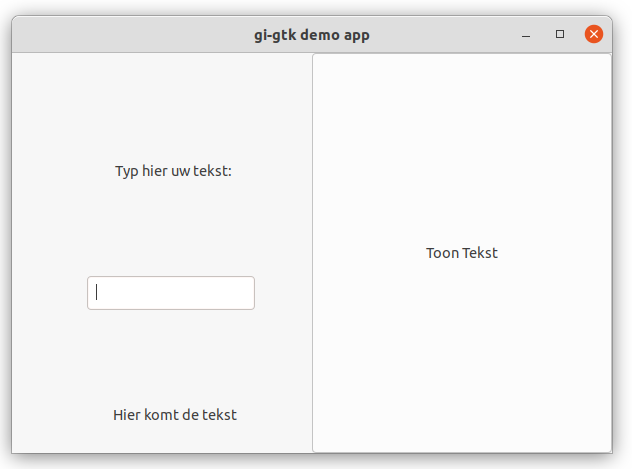 gi-gtk demo app
Typ hier uw tekst:
Toon Tekst
Hier komt de tekst